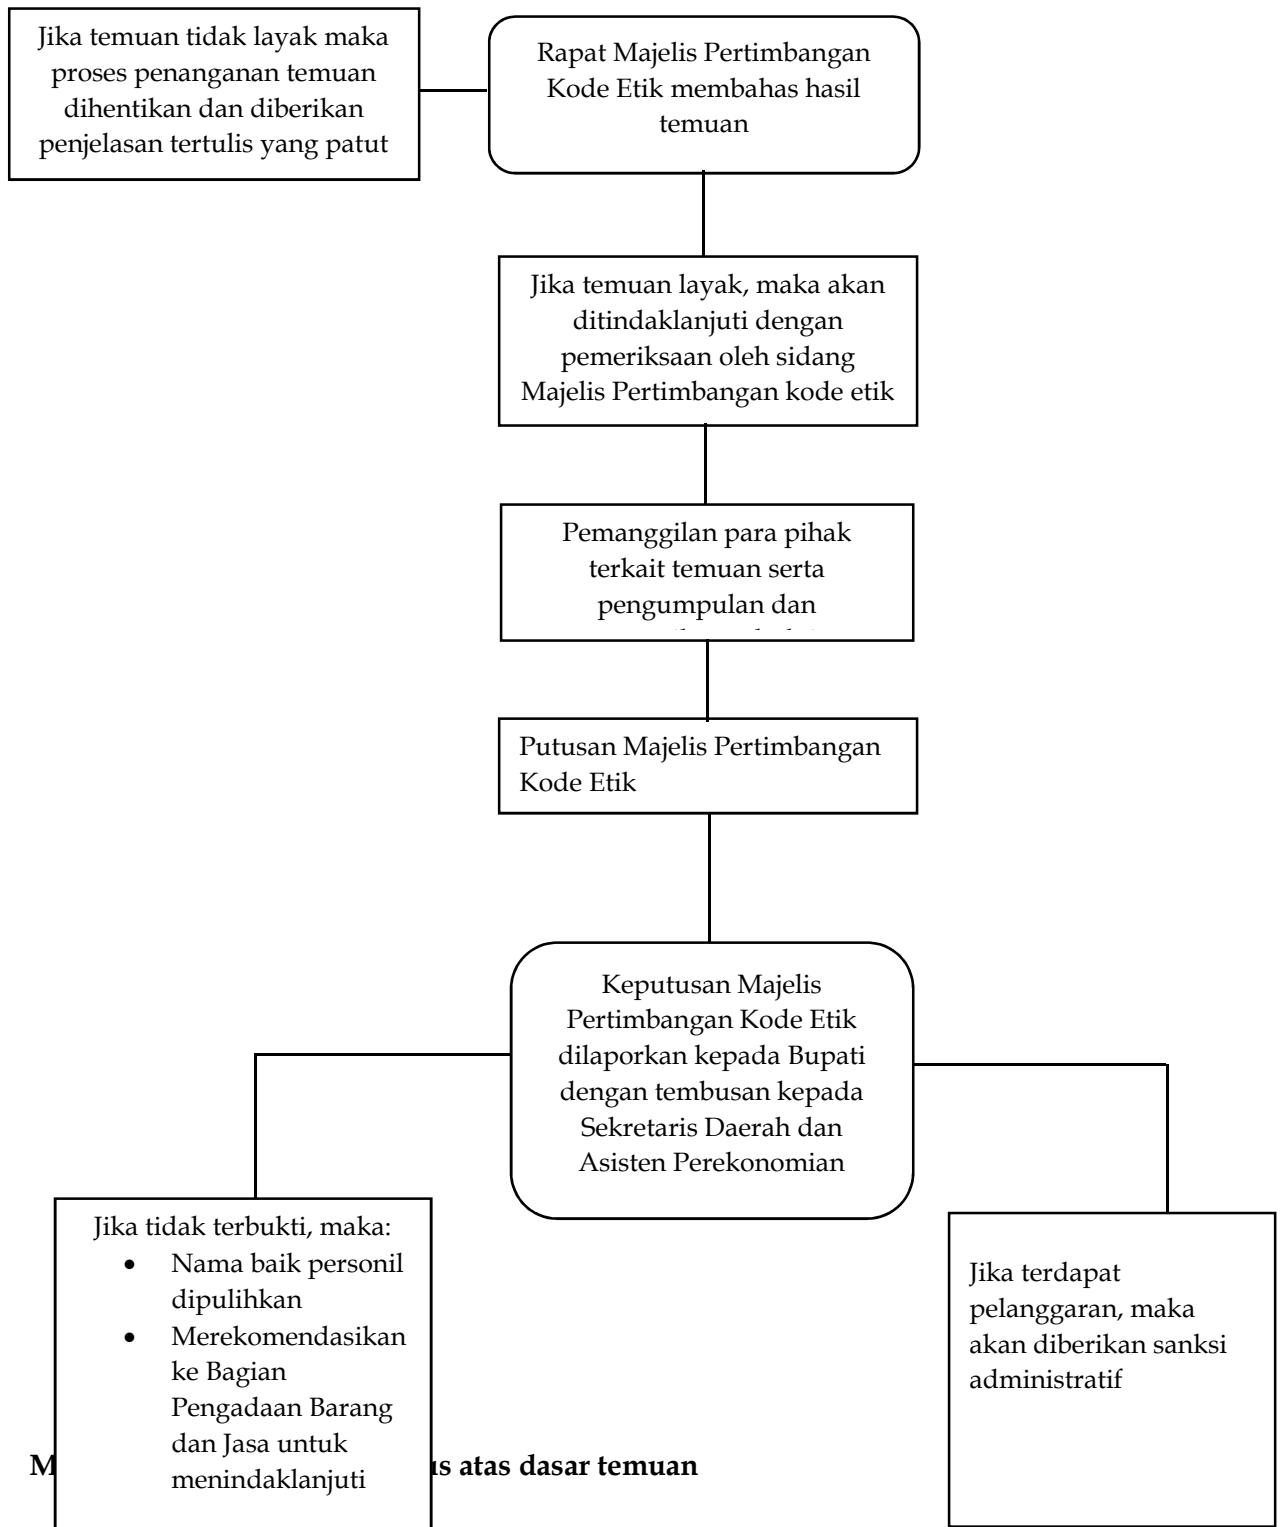 Jika temuan tidak layak maka
proses penanganan temuan
dihentikan dan diberikan
penjelasan tertulis yang patut
Rapat Majelis Pertimbangan
Kode Etik membahas hasil
temuan
Jika temuan layak, maka akan
ditindaklanjuti dengan
pemeriksaan oleh sidang
Majelis Pertimbangan kode etik
Pemanggilan para pihak
terkait temuan serta
pengumpulan dan
Putusan Majelis Pertimbangan
Kode Etik
Keputusan Majelis
Pertimbangan Kode Etik
dilaporkan kepada Bupati
dengan tembusan kepada
Sekretaris Daerah dan
Asisten Perekonomian
Jika tidak terbukti, maka:
• Nama baik personil
dipulihkan
• Merekomendasikan
ke Bagian
Pengadaan Barang
dan Jasa untuk
menindaklanjuti
Jika terdapat
pelanggaran, maka
akan diberikan sanksi
administratif
atas dasar temuan